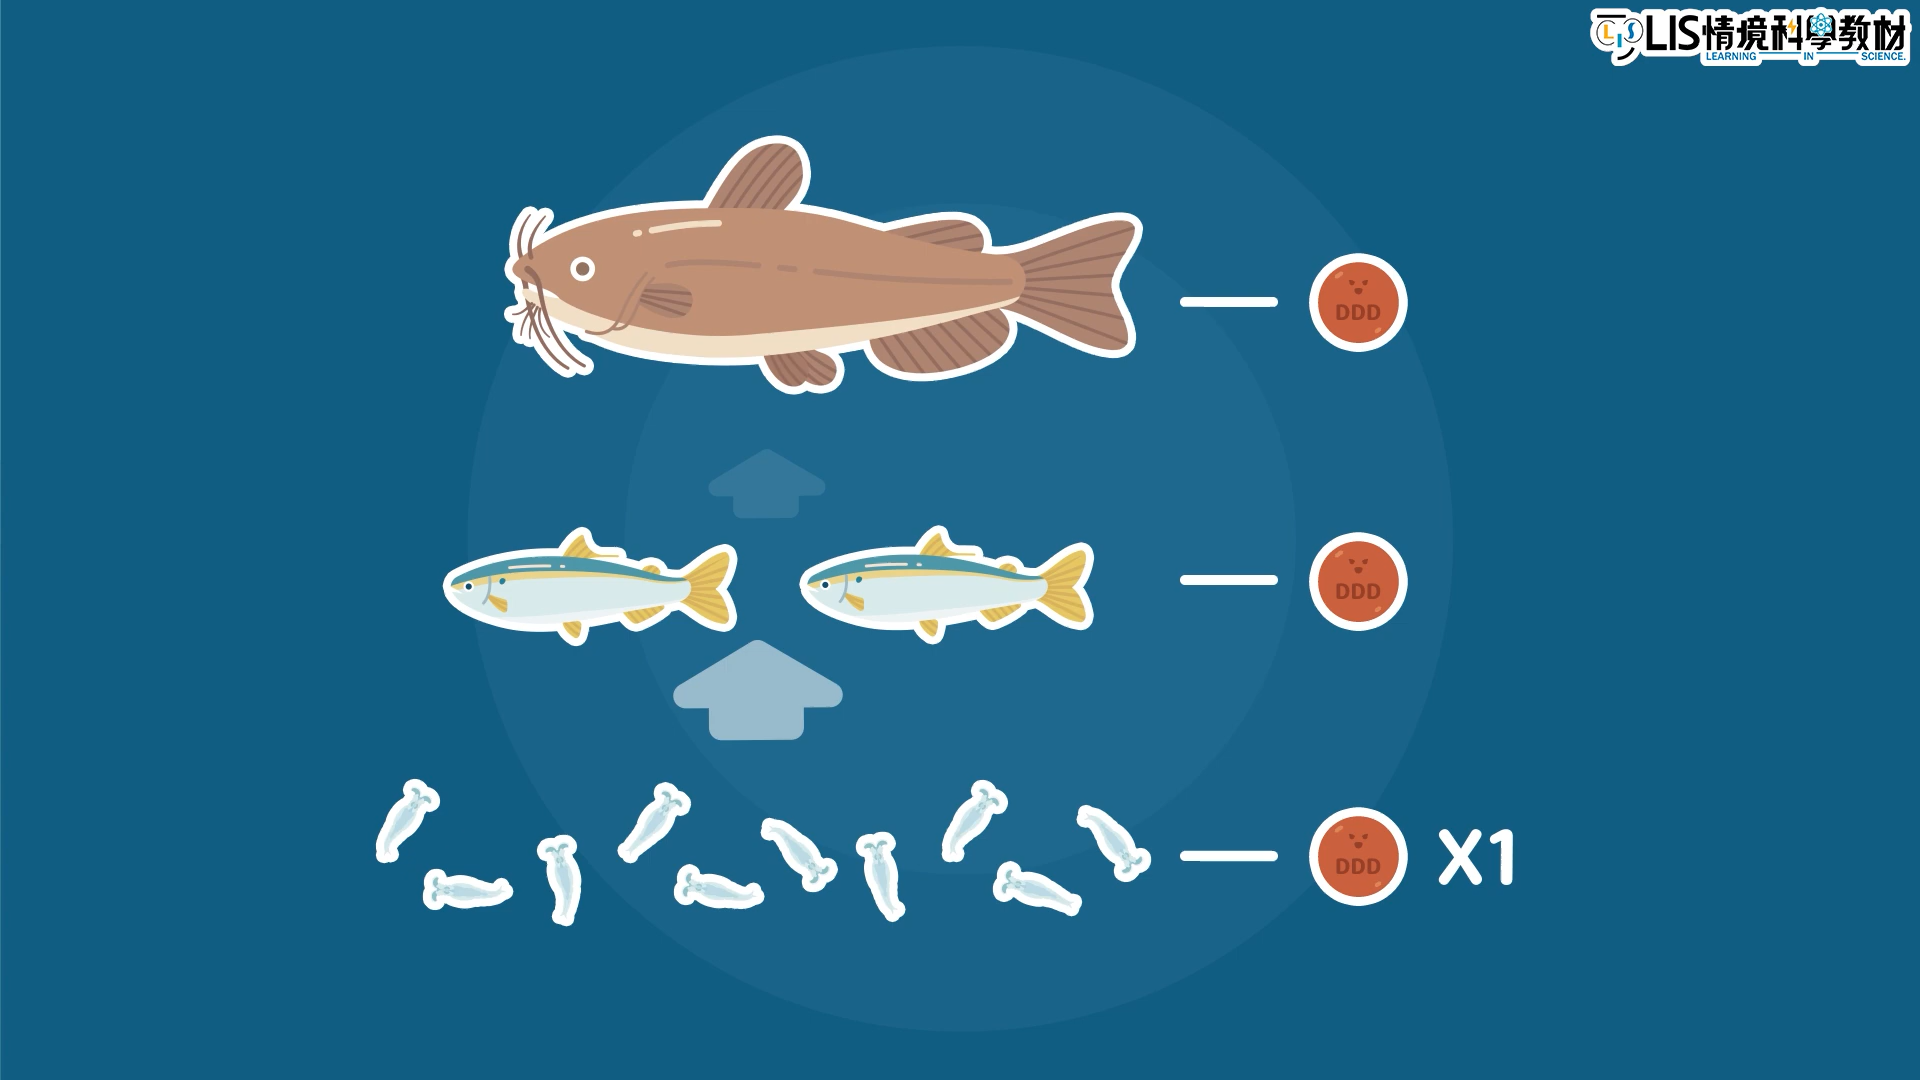 LIS情境科學教材
LEARNING IN SCIENCE.
DDD
DDD
DDD X1